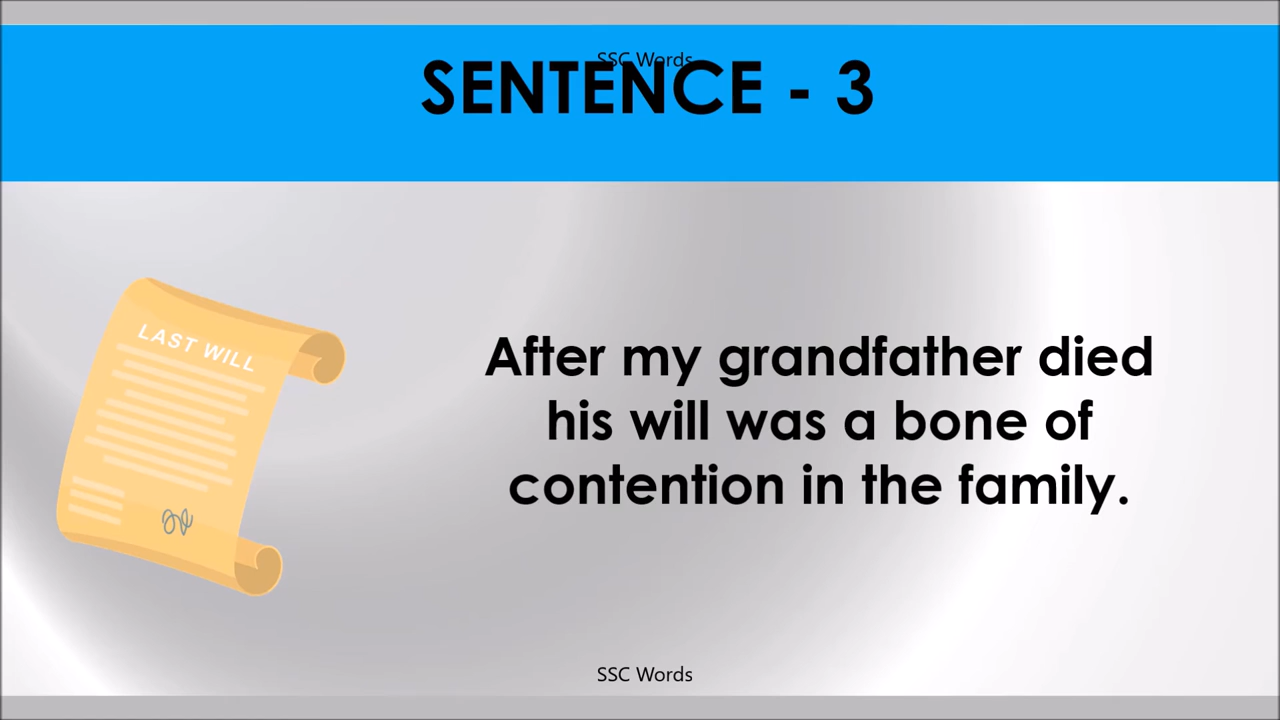 SSC Words
SENTENCE - 3
LAST WILL
After my grandfather died
his will was a bone of
contention in the family.
SSC Words